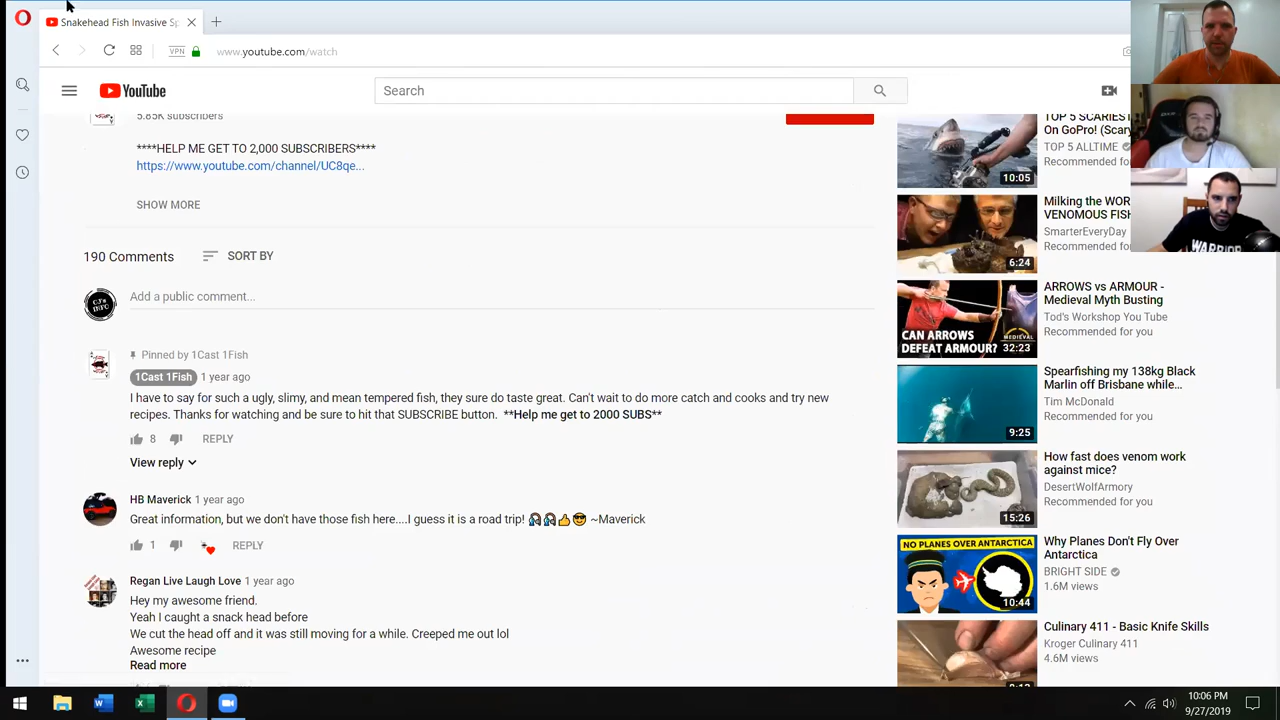 Snakehead Fish Invasive Sp
VPN
www.youtube.com/watch
YouTube
Search
5.85K subscribers
****HELP ME GET TO 2,000 SUBSCRIBERS****
https://www.youtube.com/channel/UC8qe...
SHOW MORE
190 Comments
SORT BY
CJ's INFO
Add a public comment...
Pinned by 1Cast 1Fish
1Cast 1Fish 1 year ago
I have to say for such a ugly, slimy, and mean tempered fish, they sure do taste great. Can't wait to do more catch and cooks and try new
recipes. Thanks for watching and be sure to hit that SUBSCRIBE button. **Help me get to 2000 SUBS**
8 REPLY
View reply
HB Maverick 1 year ago
Great information, but we don't have those fish here....I guess it is a road trip! ~Maverick
1 REPLY
Regan Live Laugh Love 1 year ago
Hey my awesome friend.
Yeah I caught a snack head before
We cut the head off and it was still moving for a while. Creeped me out lol
Awesome recipe
Read more
TOP 5 SCARIEST
On GoPro! (Scary
TOP 5 ALLTIME
Recommended for
10:05
Milking the WOR
VENOMOUS FISH
SmarterEveryDay
Recommended for
6:24
ARROWS vs ARMOUR -
Medieval Myth Busting
Tod's Workshop You Tube
Recommended for you
CAN ARROWS
DEFEAT ARMOUR?
MEDIEVAL
32:23
Spearfishing my 138kg Black
Marlin off Brisbane while...
Tim McDonald
Recommended for you
9:25
How fast does venom work
against mice?
DesertWolfArmory
Recommended for you
15:26
NO PLANES OVER ANTARCTICA
Why Planes Don't Fly Over
Antarctica
BRIGHT SIDE
1.6M views
10:44
Culinary 411 - Basic Knife Skills
Kroger Culinary 411
4.6M views
WARRIOR
10:06 PM
9/27/2019